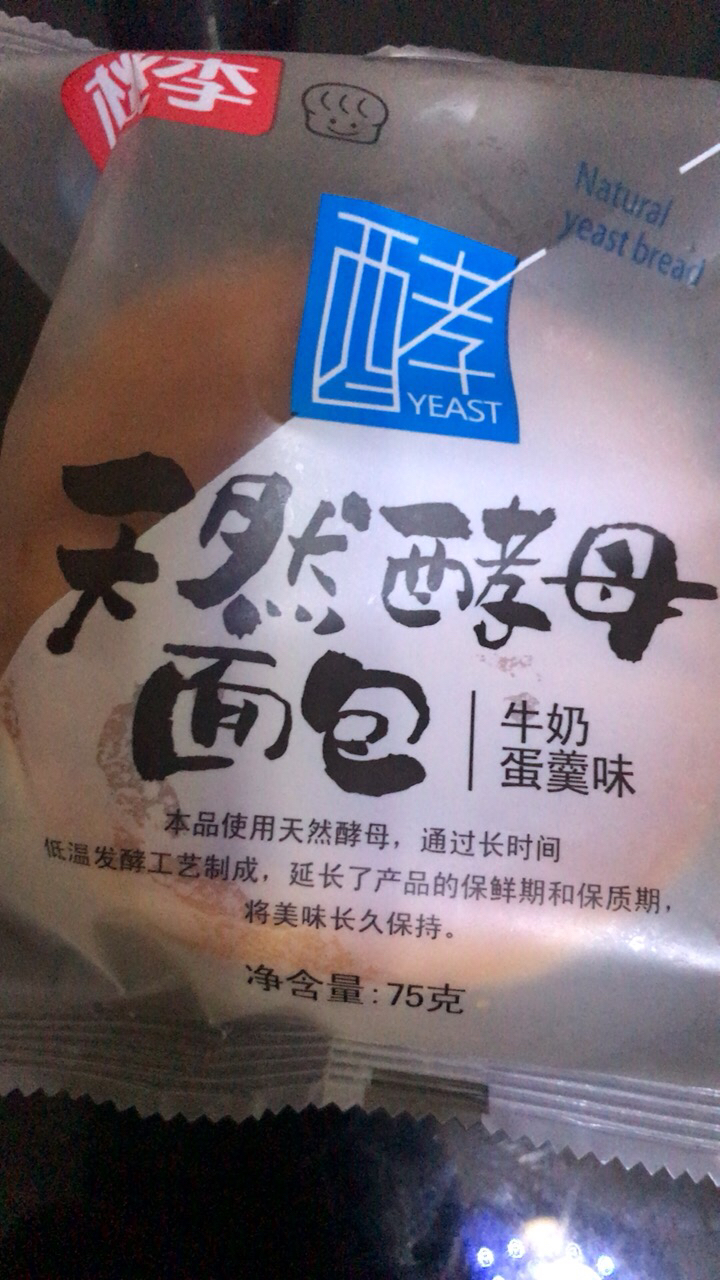 桃李
Natural
yeast bread
酵
YEAST
天然酵母
面包
牛奶
蛋羹味
本品使用天然酵母，通过长时间
低温发酵工艺制成，延长了产品的保鲜期和保质期，
将美味长久保持。
净含量:75克